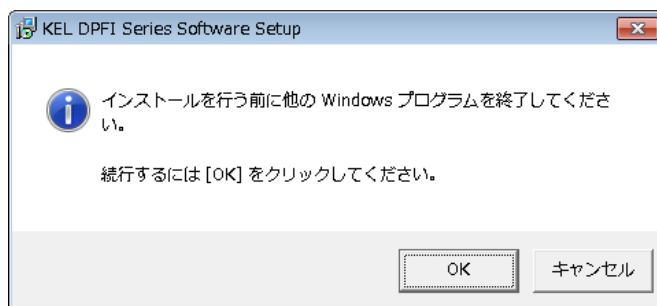 KEL DPFI Series Software Setup
インストールを行う前に他の Windows プログラムを終了してくださ
い。
続行するには [OK] をクリックしてください。
OK
キャンセル